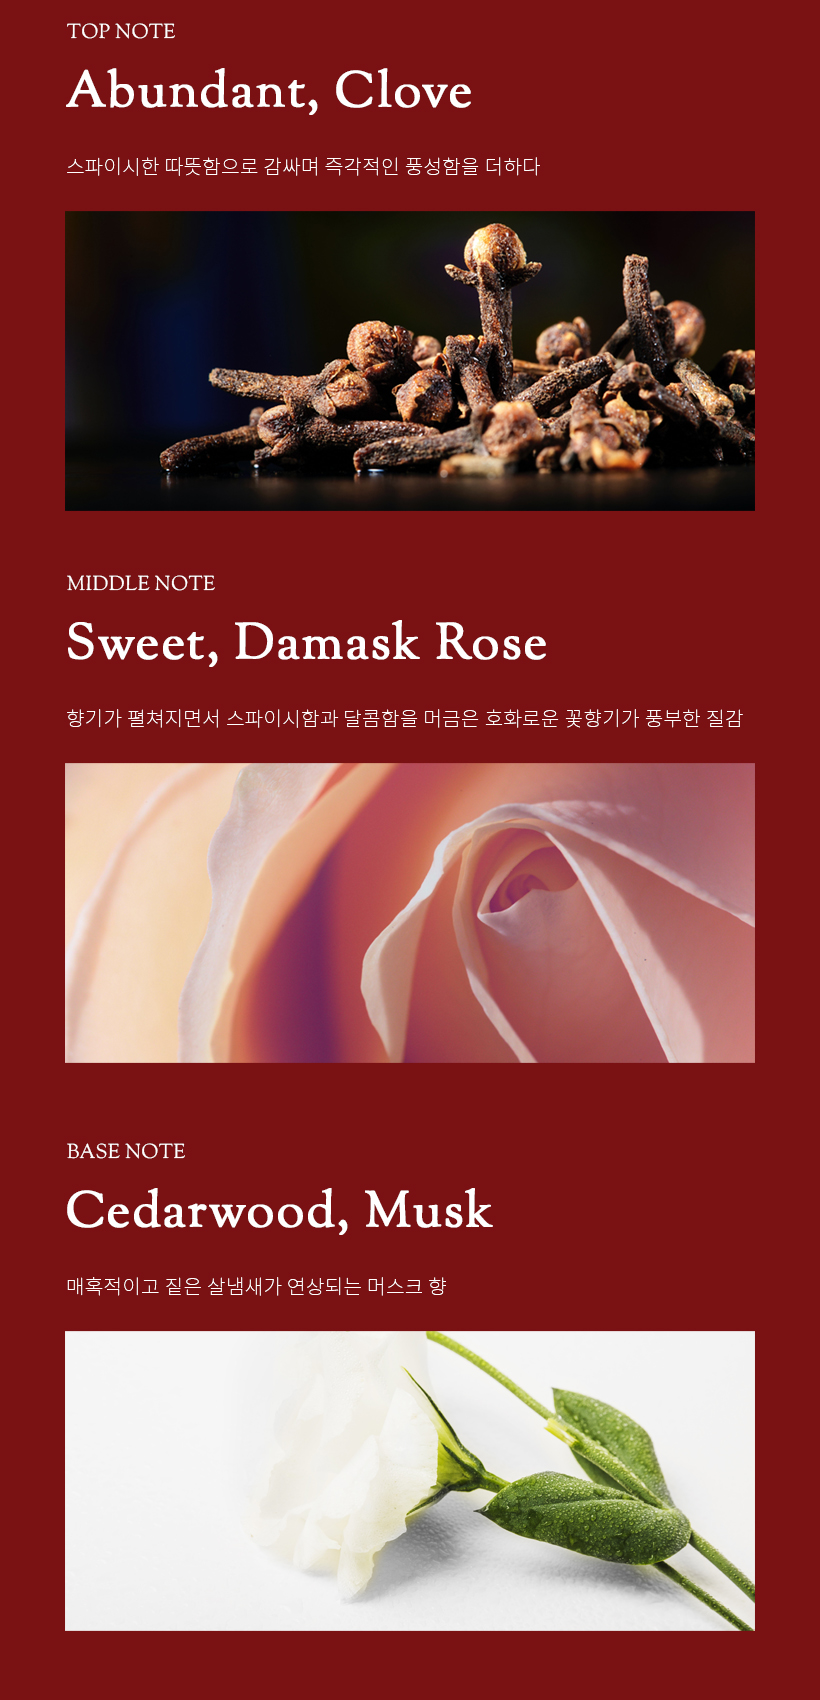 TOP NOTE
Abundant, Clove
스파이시한 따뜻함으로 감싸며 즉각적인 풍성함을 더하다
MIDDLE NOTE
Sweet, Damask Rose
향기가 펼쳐지면서 스파이시함과 달콤함을 머금은 호화로운 꽃향기가 풍부한 질감
BASE NOTE
Cedarwood, Musk
매혹적이고 짙은 살냄새가 연상되는 머스크 향